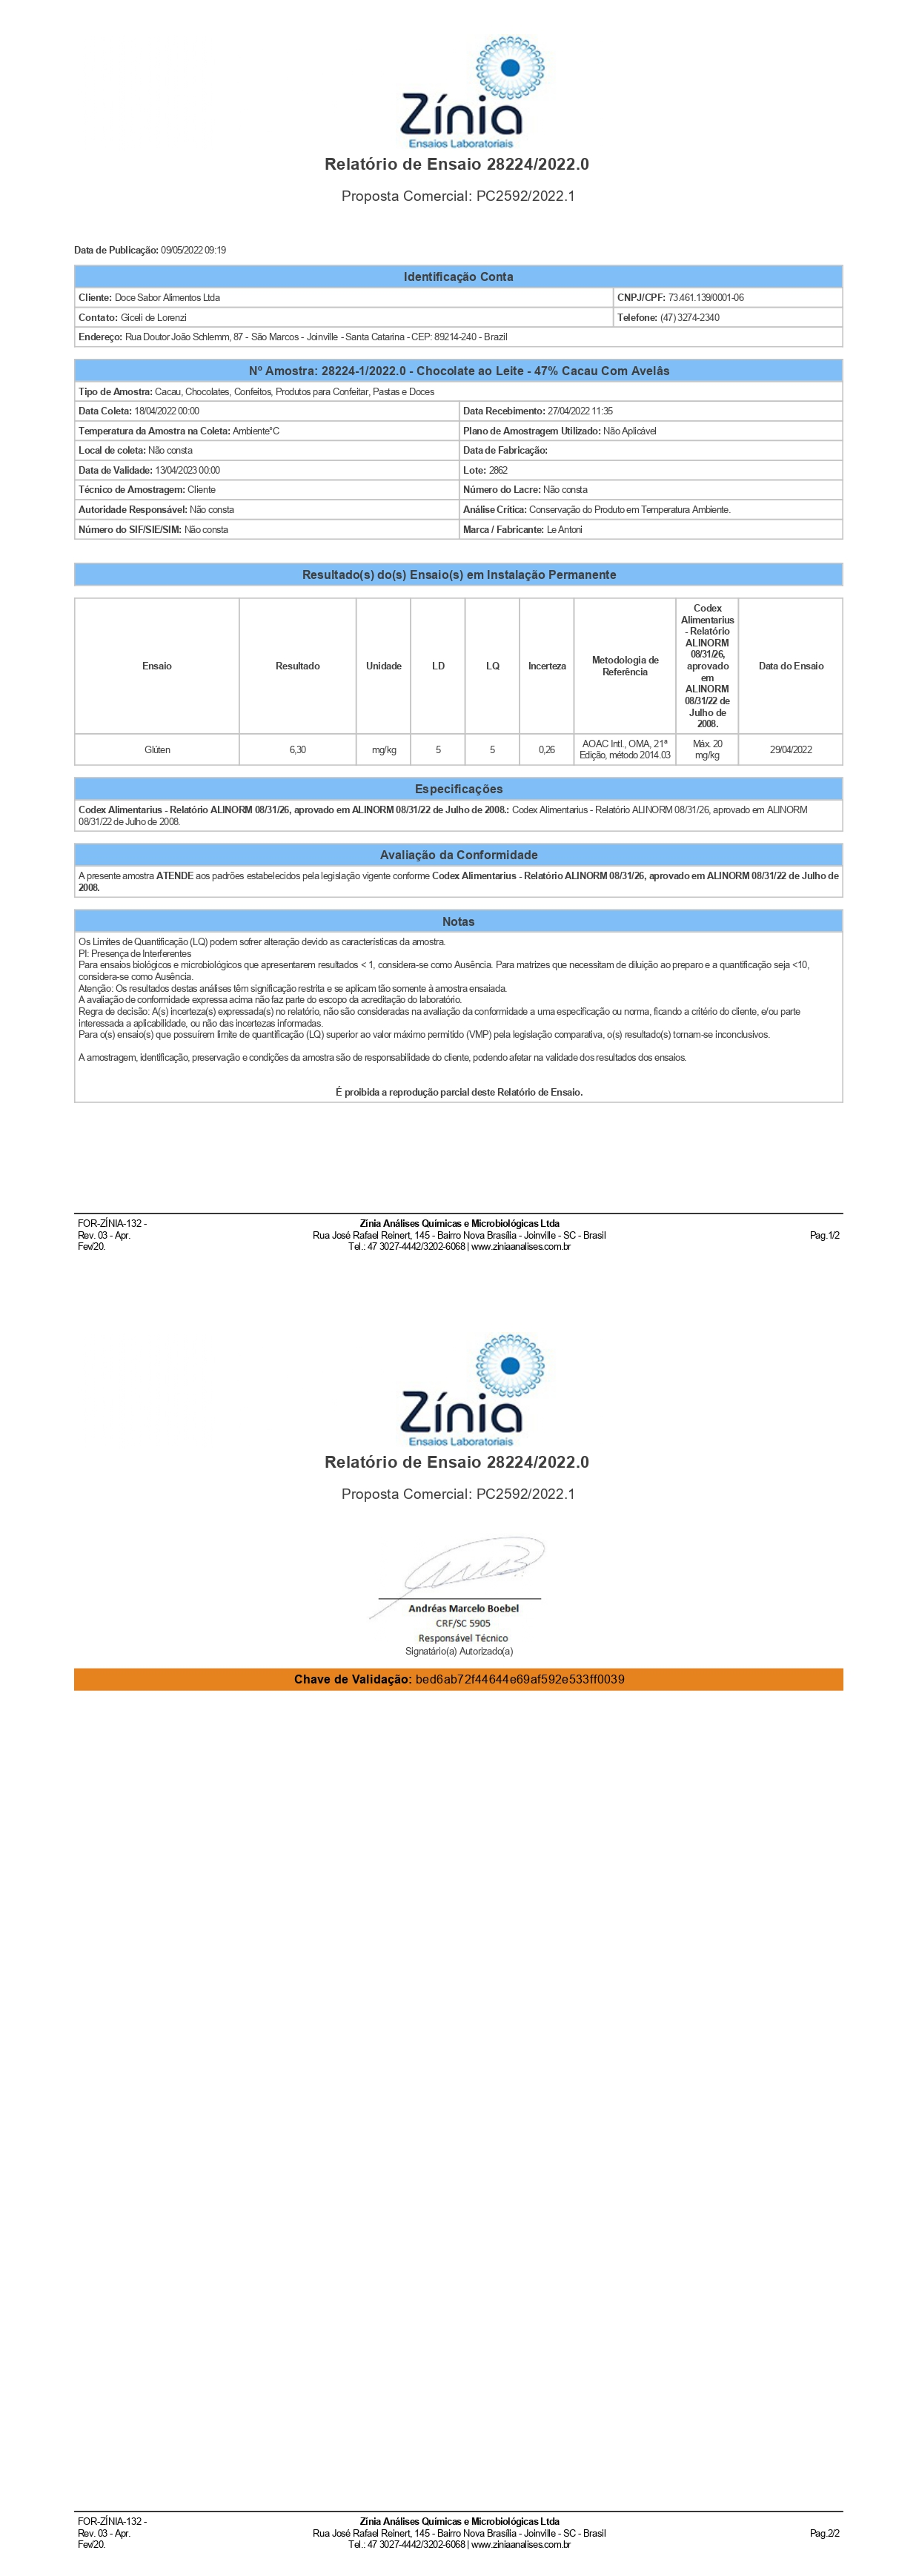 Zínia
Ensaios Laboratoriais
Relatório de Ensaio 28224/2022.0
Proposta Comercial: PC2592/2022.1
Data de Publicação: 09/05/2022 09:19
Identificação Conta
Cliente: Doce Sabor Alimentos Ltda
CNPJ/CPF: 73.461.139/0001-06
Contato: Giceli de Lorenzi
Telefone: (47) 3274-2340
Endereço: Rua Doutor João Schlemm, 87 - São Marcos - Joinville - Santa Catarina - CEP: 89214-240 - Brazil
Nº Amostra: 28224-1/2022.0 - Chocolate ao Leite - 47% Cacau Com Avelãs
Tipo de Amostra: Cacau, Chocolates, Confeitos, Produtos para Confeitar, Pastas e Doces
Data Coleta: 18/04/2022 00:00
Data Recebimento: 27/04/2022 11:35
Temperatura da Amostra na Coleta: Ambiente°C
Plano de Amostragem Utilizado: Não Aplicável
Local de coleta: Não consta
Data de Fabricação:
Data de Validade: 13/04/2023 00:00
Lote: 2862
Técnico de Amostragem: Cliente
Número do Lacre: Não consta
Autoridade Responsável: Não consta
Análise Crítica: Conservação do Produto em Temperatura Ambiente.
Número do SIF/SIE/SIM: Não consta
Marca / Fabricante: Le Antoni
Resultado(s) do(s) Ensaio(s) em Instalação Permanente
Ensaio
Resultado
Unidade
LD
LQ
Incerteza
Metodologia de
Referência
Codex
Alimentarius
- Relatório
ALINORM
08/31/26,
aprovado
em
ALINORM
08/31/22 de
Julho de
2008.
Data do Ensaio
Glúten
6,30
mg/kg
5
5
0,26
AOAC Intl., OMA, 21ª
Edição, método 2014.03
Máx. 20
mg/kg
29/04/2022
Especificações
Codex Alimentarius - Relatório ALINORM 08/31/26, aprovado em ALINORM 08/31/22 de Julho de 2008.: Codex Alimentarius - Relatório ALINORM 08/31/26, aprovado em ALINORM
08/31/22 de Julho de 2008.
Avaliação da Conformidade
A presente amostra ATENDE aos padrões estabelecidos pela legislação vigente conforme Codex Alimentarius - Relatório ALINORM 08/31/26, aprovado em ALINORM 08/31/22 de Julho de
2008.
Notas
Os Limites de Quantificação (LQ) podem sofrer alteração devido as características da amostra.
PI: Presença de Interferentes
Para ensaios biológicos e microbiológicos que apresentarem resultados < 1, considera-se como Ausência. Para matrizes que necessitam de diluição ao preparo e a quantificação seja <10,
considera-se como Ausência.
Atenção: Os resultados destas análises têm significação restrita e se aplicam tão somente à amostra ensaiada.
A avaliação de conformidade expressa acima não faz parte do escopo da acreditação do laboratório.
Regra de decisão: A(s) incerteza(s) expressada(s) no relatório, não são consideradas na avaliação da conformidade a uma especificação ou norma, ficando a critério do cliente, e/ou parte
interessada a aplicabilidade, ou não das incertezas informadas.
Para o(s) ensaio(s) que possuírem limite de quantificação (LQ) superior ao valor máximo permitido (VMP) pela legislação comparativa, o(s) resultado(s) tornam-se inconclusivos.
A amostragem, identificação, preservação e condições da amostra são de responsabilidade do cliente, podendo afetar na validade dos resultados dos ensaios.
É proibida a reprodução parcial deste Relatório de Ensaio.
FOR-ZÍNIA-132 -
Rev. 03 - Apr.
Fev/20.
Zínia Análises Químicas e Microbiológicas Ltda
Rua José Rafael Reinert, 145 - Bairro Nova Brasília - Joinville - SC - Brasil
Tel.: 47 3027-4442/3202-6068 | www.ziniaanalises.com.br
Pag.1/2
Zínia
Ensaios Laboratoriais
Relatório de Ensaio 28224/2022.0
Proposta Comercial: PC2592/2022.1
Andréas Marcelo Boebel
CRF/SC 5905
Responsável Técnico
Signatário(a) Autorizado(a)
Chave de Validação: bed6ab72f44644e69af592e533ff0039
FOR-ZÍNIA-132 -
Rev. 03 - Apr.
Fev/20.
Zínia Análises Químicas e Microbiológicas Ltda
Rua José Rafael Reinert, 145 - Bairro Nova Brasília - Joinville - SC - Brasil
Tel.: 47 3027-4442/3202-6068 | www.ziniaanalises.com.br
Pag.2/2